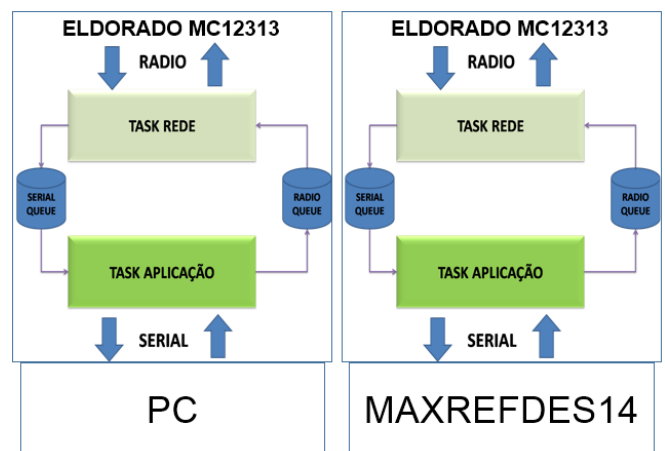 ELDORADO MC12313
RADIO
TASK REDE
SERIAL
QUEUE
RADIO
QUEUE
TASK APLICAÇÃO
SERIAL
PC
ELDORADO MC12313
RADIO
TASK REDE
SERIAL
QUEUE
RADIO
QUEUE
TASK APLICAÇÃO
SERIAL
MAXREFDES14